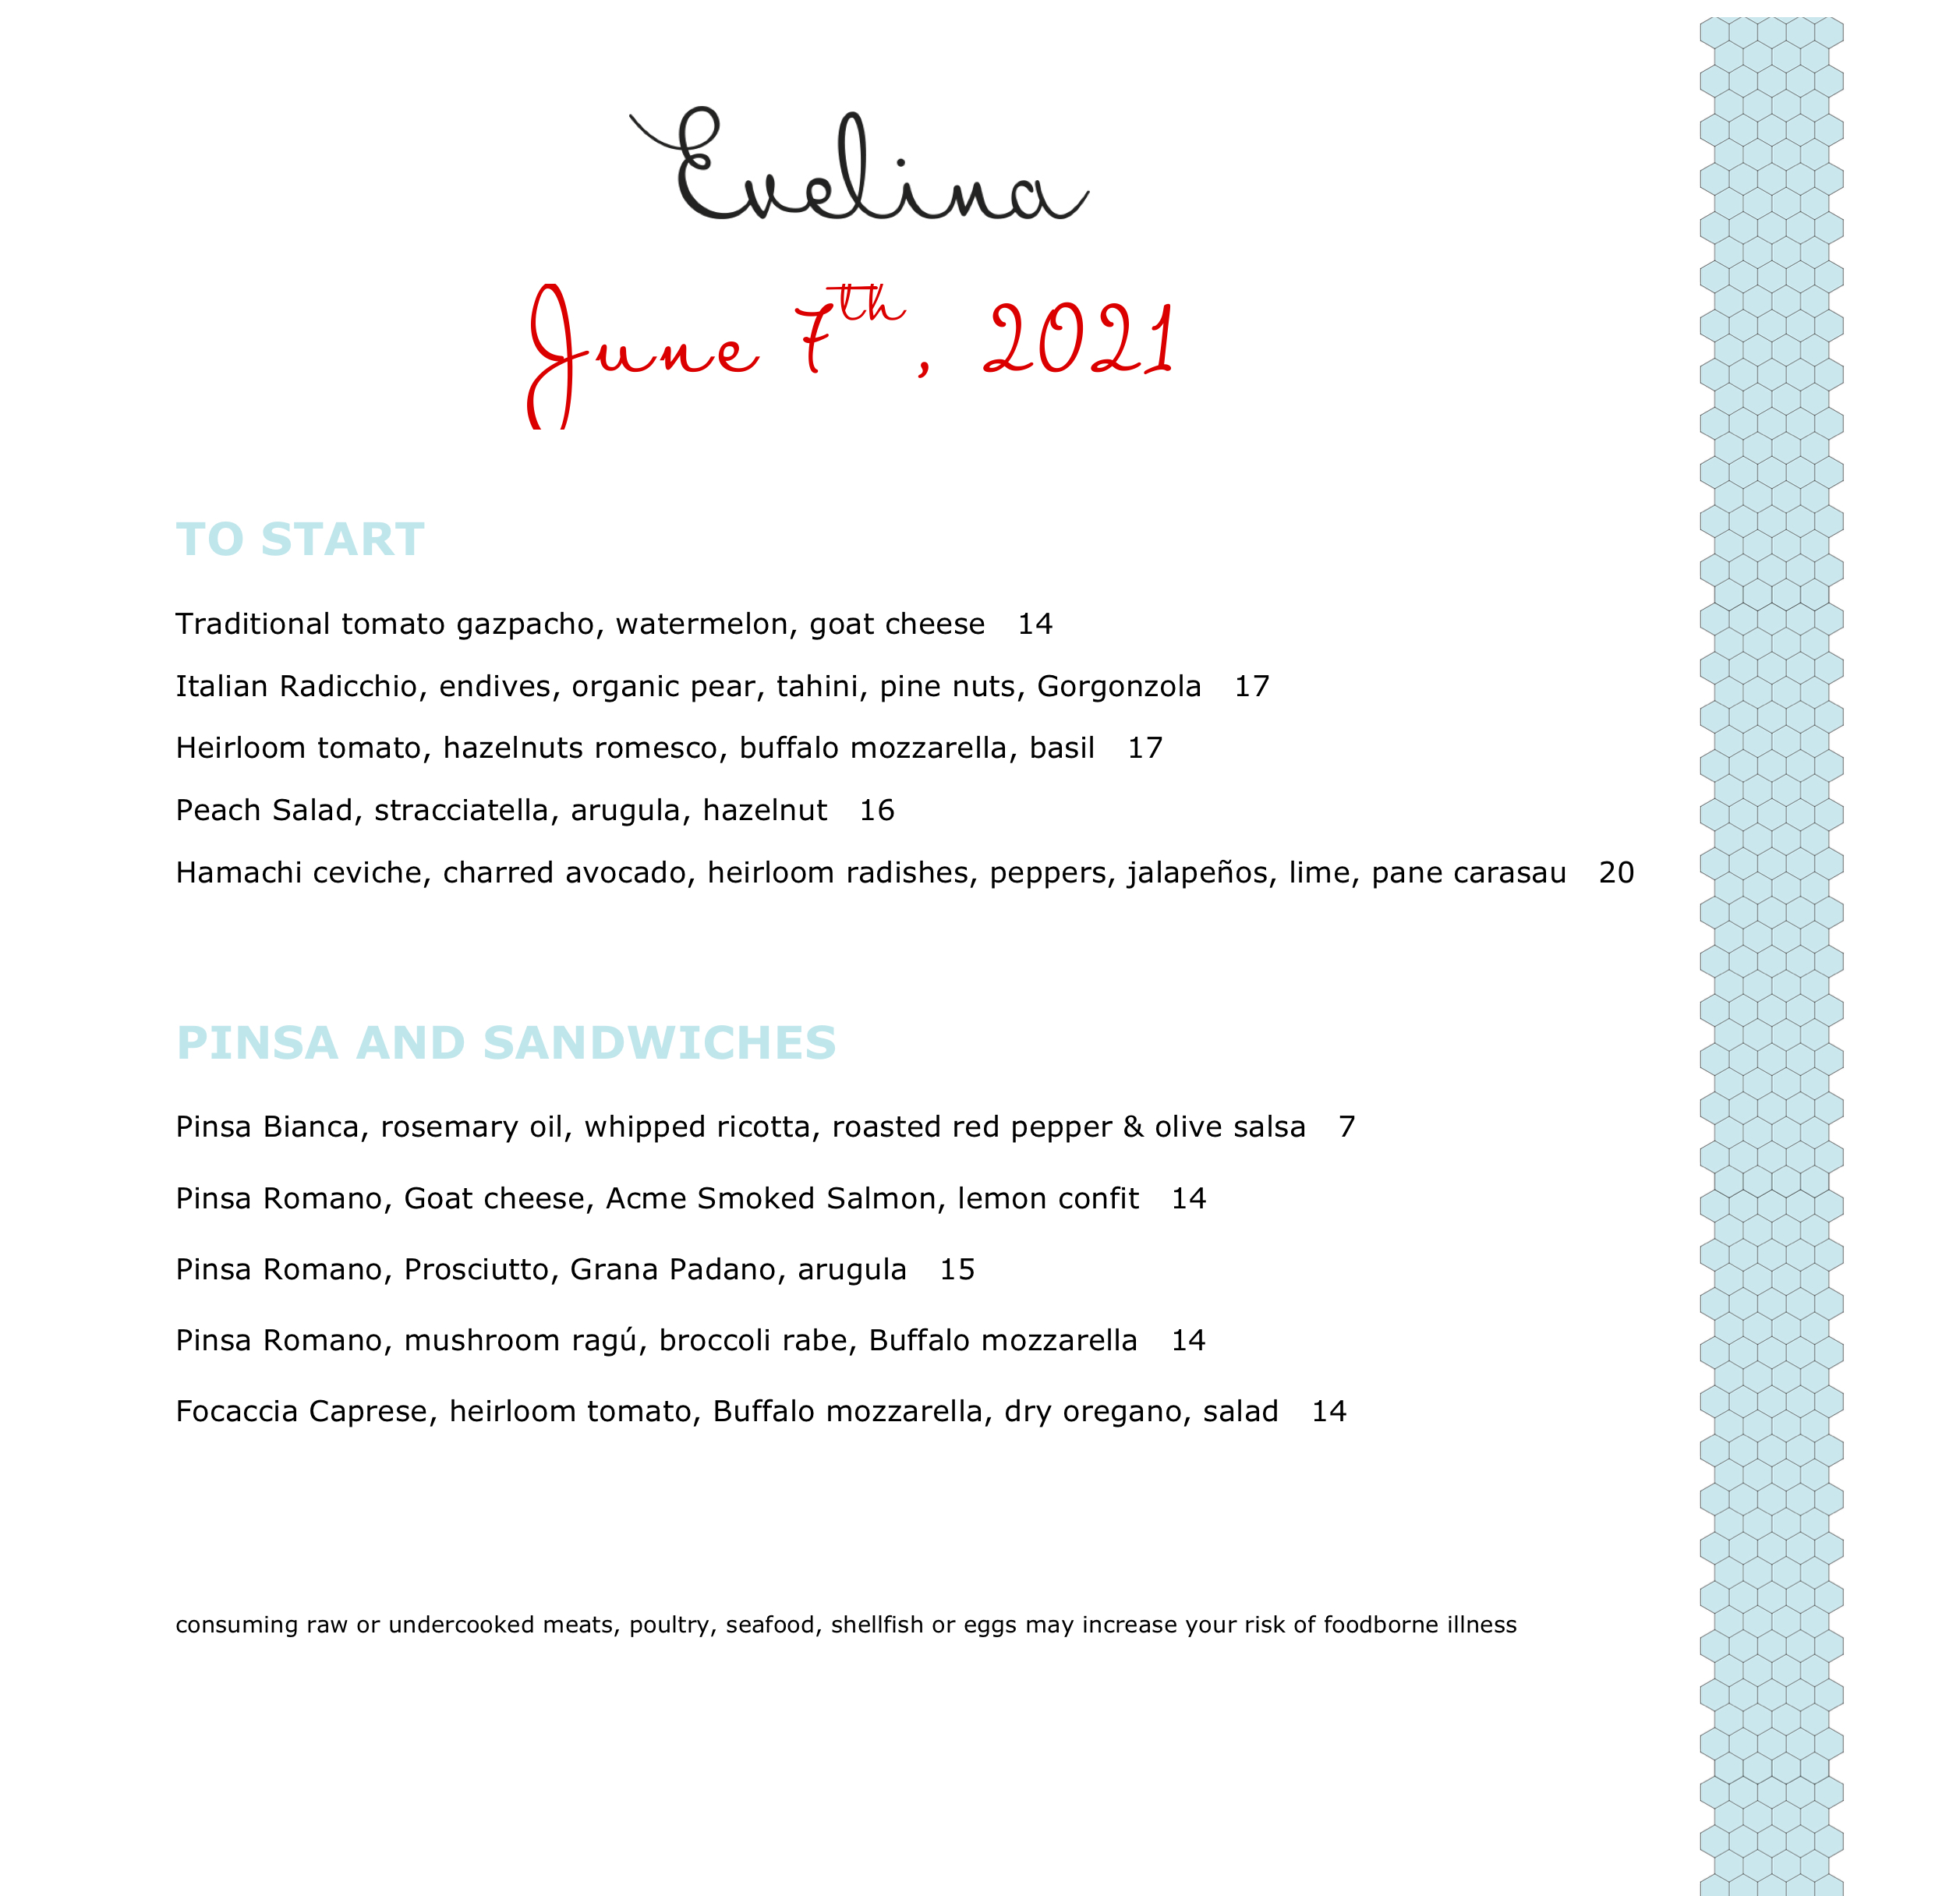 Evelina
June 7th, 2021
TO START
Traditional tomato gazpacho, watermelon, goat cheese 14
Italian Radicchio, endives, organic pear, tahini, pine nuts, Gorgonzola 17
Heirloom tomato, hazelnuts romesco, buffalo mozzarella, basil 17
Peach Salad, stracciatella, arugula, hazelnut 16
Hamachi ceviche, charred avocado, heirloom radishes, peppers, jalapeños, lime, pane carasau 20
PINSA AND SANDWICHES
Pinsa Bianca, rosemary oil, whipped ricotta, roasted red pepper & olive salsa 7
Pinsa Romano, Goat cheese, Acme Smoked Salmon, lemon confit 14
Pinsa Romano, Prosciutto, Grana Padano, arugula 15
Pinsa Romano, mushroom ragú, broccoli rabe, Buffalo mozzarella 14
Focaccia Caprese, heirloom tomato, Buffalo mozzarella, dry oregano, salad 14
consuming raw or undercooked meats, poultry, seafood, shellfish or eggs may increase your risk of foodborne illness